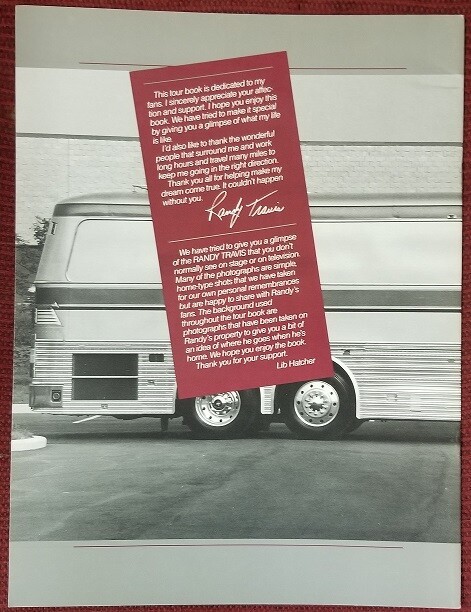 This tour book is dedicated to my
fans. I sincerely appreciate your affec-
tion and support. I hope you enjoy this
book. We have tried to make it special
by giving you a glimpse of what my life
is like.
I'd also like to thank the wonderful
people that surround me and work
long hours and travel many miles to
keep me going in the right direction.
Thank you all for helping make my
dream come true. It couldn't happen
without you.
Randy Travis
We have tried to give you a glimpse
of the RANDY TRAVIS that you don't
normally see on stage or on television.
Many of the photographs are simple,
home-type shots that we have taken
for our own personal remembrances
but are happy to share with Randy's
fans. The background used
throughout the tour book are
photographs that have been taken on
Randy's property to give you a bit of
an idea of where he goes when he's
home. We hope you enjoy the book.
Thank you for your support.
Lib Hatcher